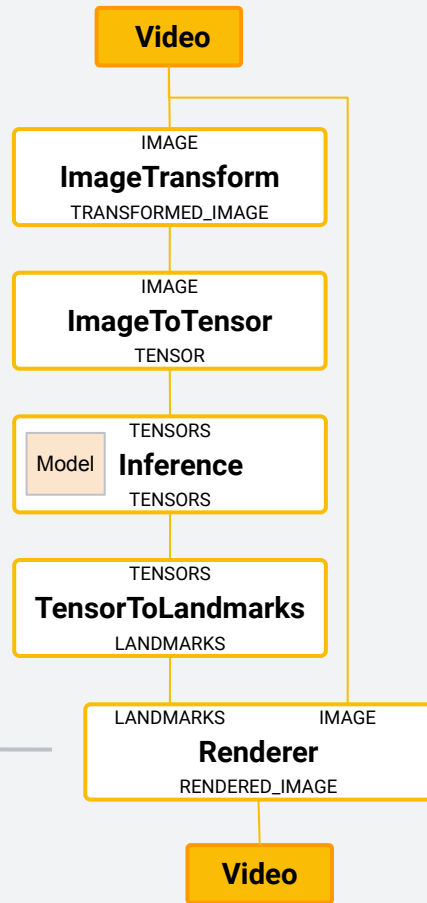 Video
IMAGE
ImageTransform
TRANSFORMED_IMAGE
IMAGE
ImageToTensor
TENSOR
TENSORS
Model
Inference
TENSORS
TENSORS
TensorToLandmarks
LANDMARKS
LANDMARKS IMAGE
Renderer
RENDERED_IMAGE
Video